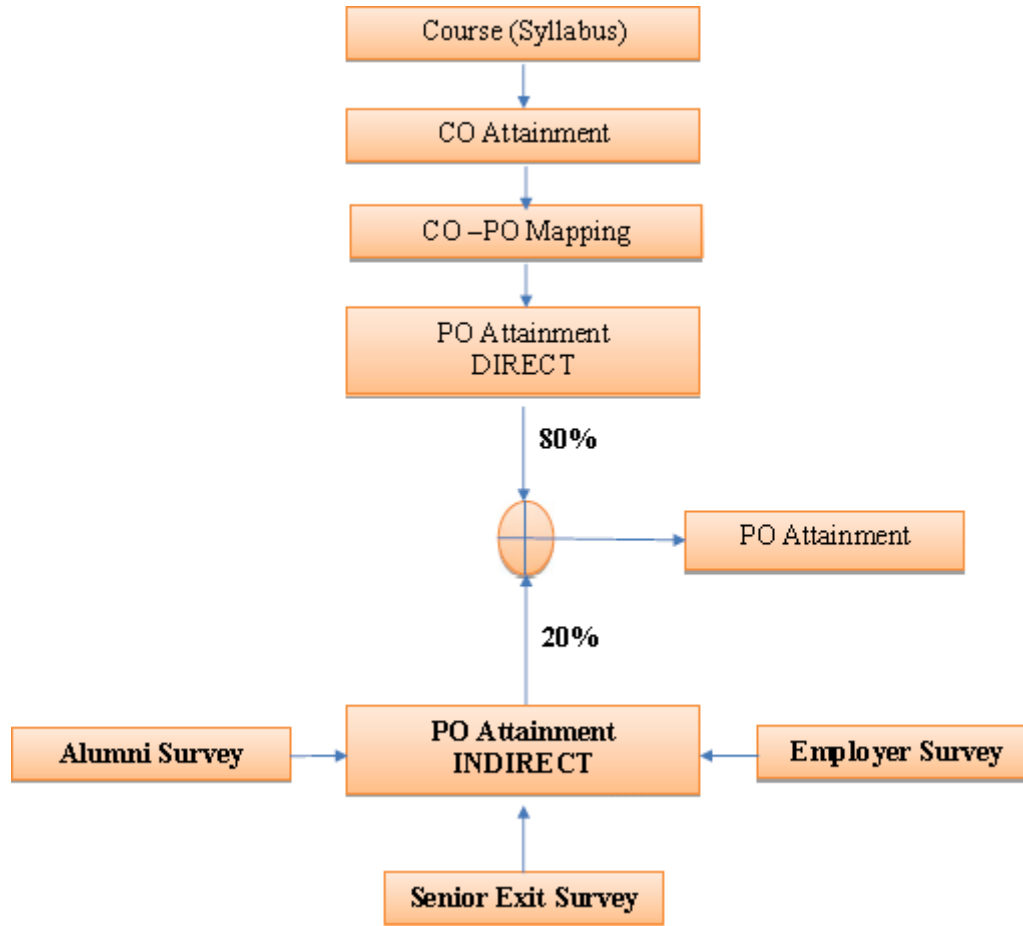 Course (Syllabus)
CO Attainment
CO –PO Mapping
PO Attainment
DIRECT
80%
PO Attainment
20%
PO Attainment
INDIRECT
Alumni Survey
Employer Survey
Senior Exit Survey